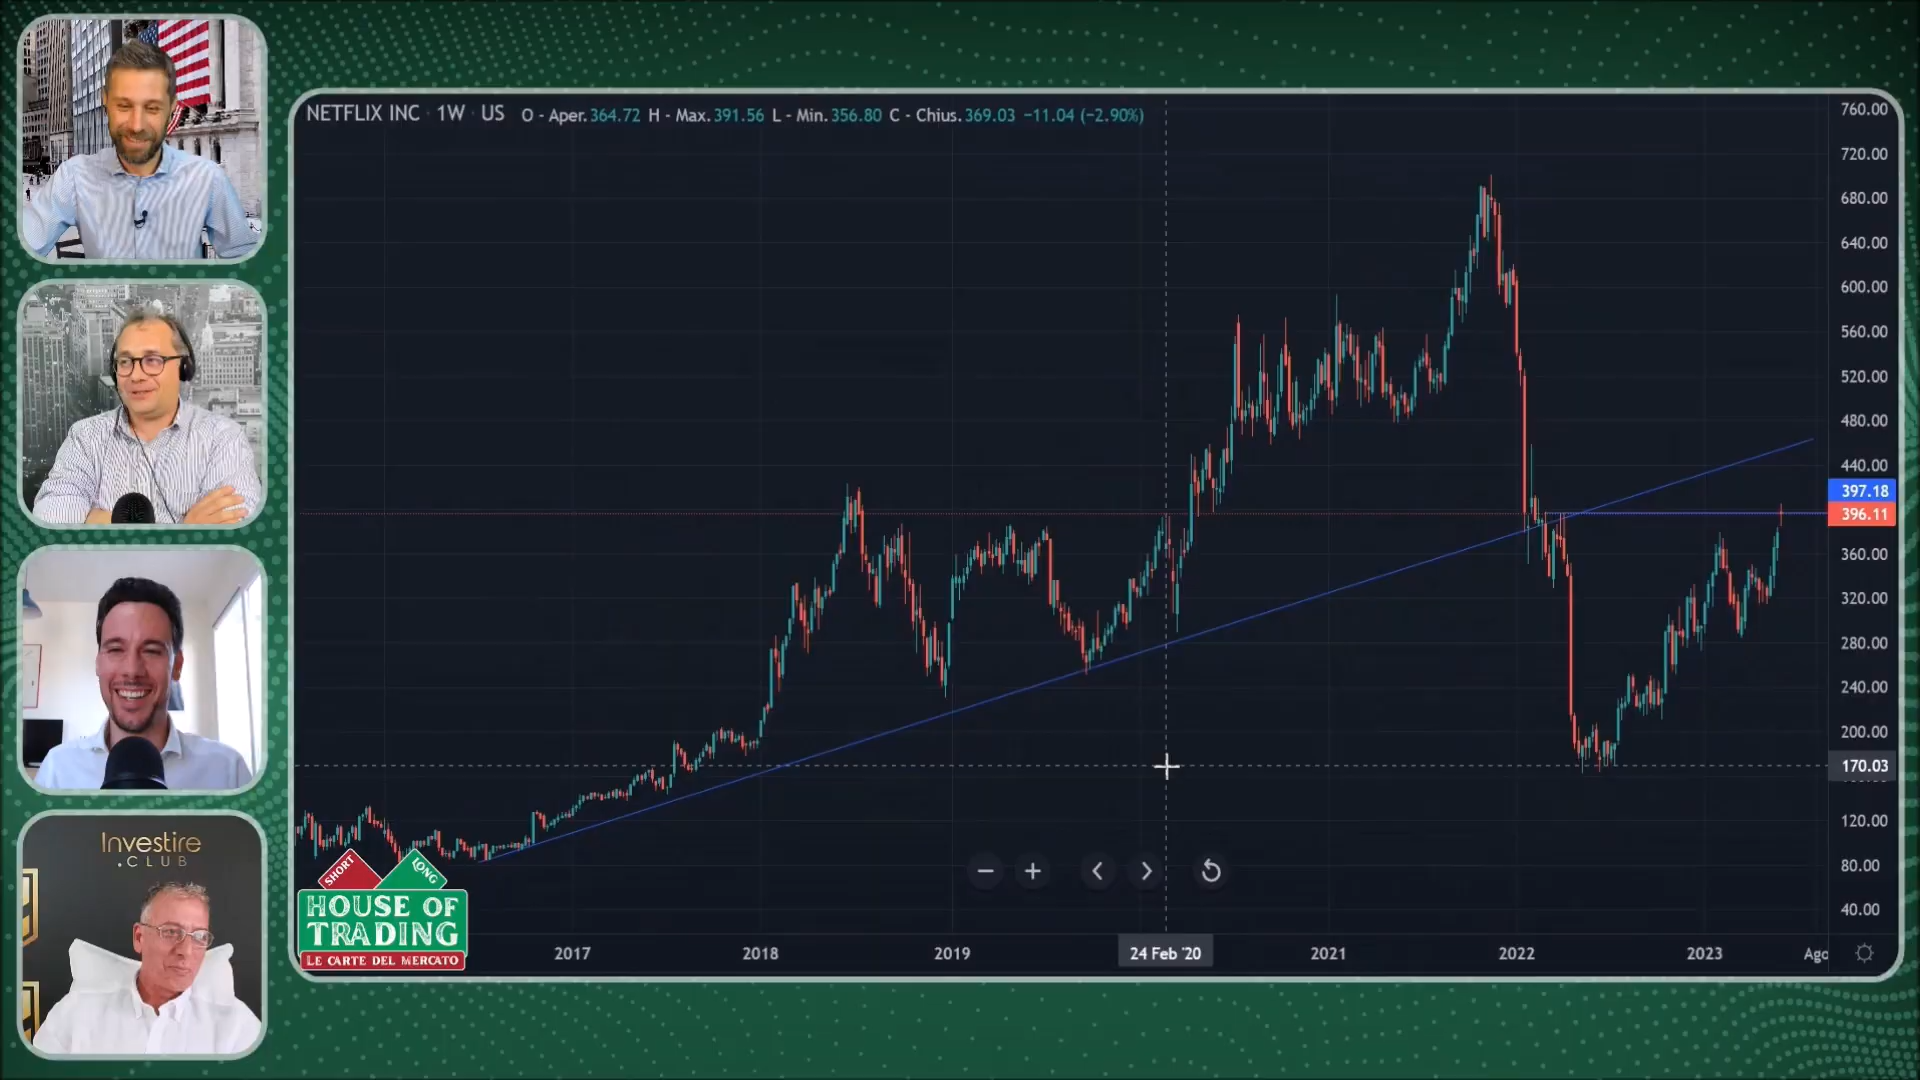 NETFLIX INC · 1W · US O - Aper. 364.72 H - Max. 391.56 L - Min. 356.80 C - Chius. 369.03 −11.04 (−2.90%)
760.00
720.00
680.00
640.00
600.00
560.00
520.00
480.00
440.00
397.18
396.11
360.00
320.00
280.00
240.00
200.00
170.03
120.00
80.00
40.00
2017
2018
2019
24 Feb '20
2021
2022
2023
Ago
SHORT
LONG
HOUSE OF
TRADING
LE CARTE DEL MERCATO
Investire
.CLUB